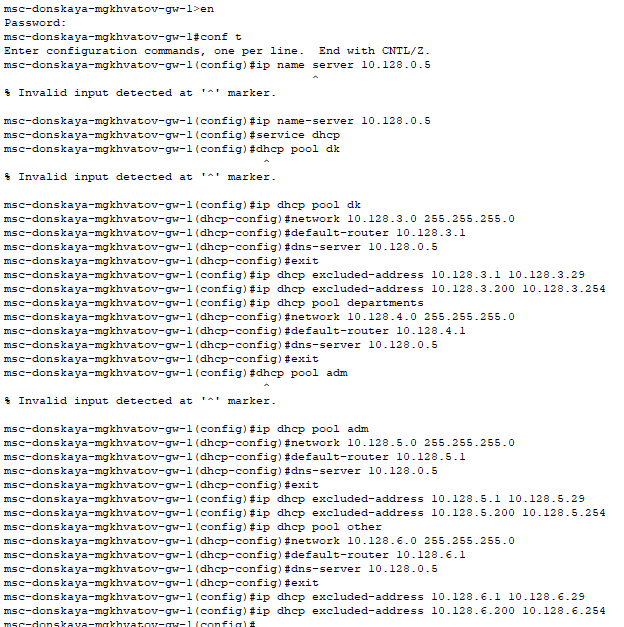 msc-donskaya-mgkhvatov-gw-1>en
Password:
msc-donskaya-mgkhvatov-gw-1#conf t
Enter configuration commands, one per line.  End with CNTL/Z.
msc-donskaya-mgkhvatov-gw-1(config)#ip name server 10.128.0.5
^
% Invalid input detected at '^' marker.
msc-donskaya-mgkhvatov-gw-1(config)#ip name-server 10.128.0.5
msc-donskaya-mgkhvatov-gw-1(config)#service dhcp
msc-donskaya-mgkhvatov-gw-1(config)#dhcp pool dk
^
% Invalid input detected at '^' marker.
msc-donskaya-mgkhvatov-gw-1(config)#ip dhcp pool dk
msc-donskaya-mgkhvatov-gw-1(dhcp-config)#network 10.128.3.0 255.255.255.0
msc-donskaya-mgkhvatov-gw-1(dhcp-config)#default-router 10.128.3.1
msc-donskaya-mgkhvatov-gw-1(dhcp-config)#dns-server 10.128.0.5
msc-donskaya-mgkhvatov-gw-1(dhcp-config)#exit
msc-donskaya-mgkhvatov-gw-1(config)#ip dhcp excluded-address 10.128.3.1 10.128.3.29
msc-donskaya-mgkhvatov-gw-1(config)#ip dhcp excluded-address 10.128.3.200 10.128.3.254
msc-donskaya-mgkhvatov-gw-1(config)#ip dhcp pool departments
msc-donskaya-mgkhvatov-gw-1(dhcp-config)#network 10.128.4.0 255.255.255.0
msc-donskaya-mgkhvatov-gw-1(dhcp-config)#default-router 10.128.4.1
msc-donskaya-mgkhvatov-gw-1(dhcp-config)#dns-server 10.128.0.5
msc-donskaya-mgkhvatov-gw-1(dhcp-config)#exit
msc-donskaya-mgkhvatov-gw-1(config)#dhcp pool adm
^
% Invalid input detected at '^' marker.
msc-donskaya-mgkhvatov-gw-1(config)#ip dhcp pool adm
msc-donskaya-mgkhvatov-gw-1(dhcp-config)#network 10.128.5.0 255.255.255.0
msc-donskaya-mgkhvatov-gw-1(dhcp-config)#default-router 10.128.5.1
msc-donskaya-mgkhvatov-gw-1(dhcp-config)#dns-server 10.128.0.5
msc-donskaya-mgkhvatov-gw-1(dhcp-config)#exit
msc-donskaya-mgkhvatov-gw-1(config)#ip dhcp excluded-address 10.128.5.1 10.128.5.29
msc-donskaya-mgkhvatov-gw-1(config)#ip dhcp excluded-address 10.128.5.200 10.128.5.254
msc-donskaya-mgkhvatov-gw-1(config)#ip dhcp pool other
msc-donskaya-mgkhvatov-gw-1(dhcp-config)#network 10.128.6.0 255.255.255.0
msc-donskaya-mgkhvatov-gw-1(dhcp-config)#default-router 10.128.6.1
msc-donskaya-mgkhvatov-gw-1(dhcp-config)#dns-server 10.128.0.5
msc-donskaya-mgkhvatov-gw-1(dhcp-config)#exit
msc-donskaya-mgkhvatov-gw-1(config)#ip dhcp excluded-address 10.128.6.1 10.128.6.29
msc-donskaya-mgkhvatov-gw-1(config)#ip dhcp excluded-address 10.128.6.200 10.128.6.254
msc-donskaya-mgkhvatov-gw-1(config)#